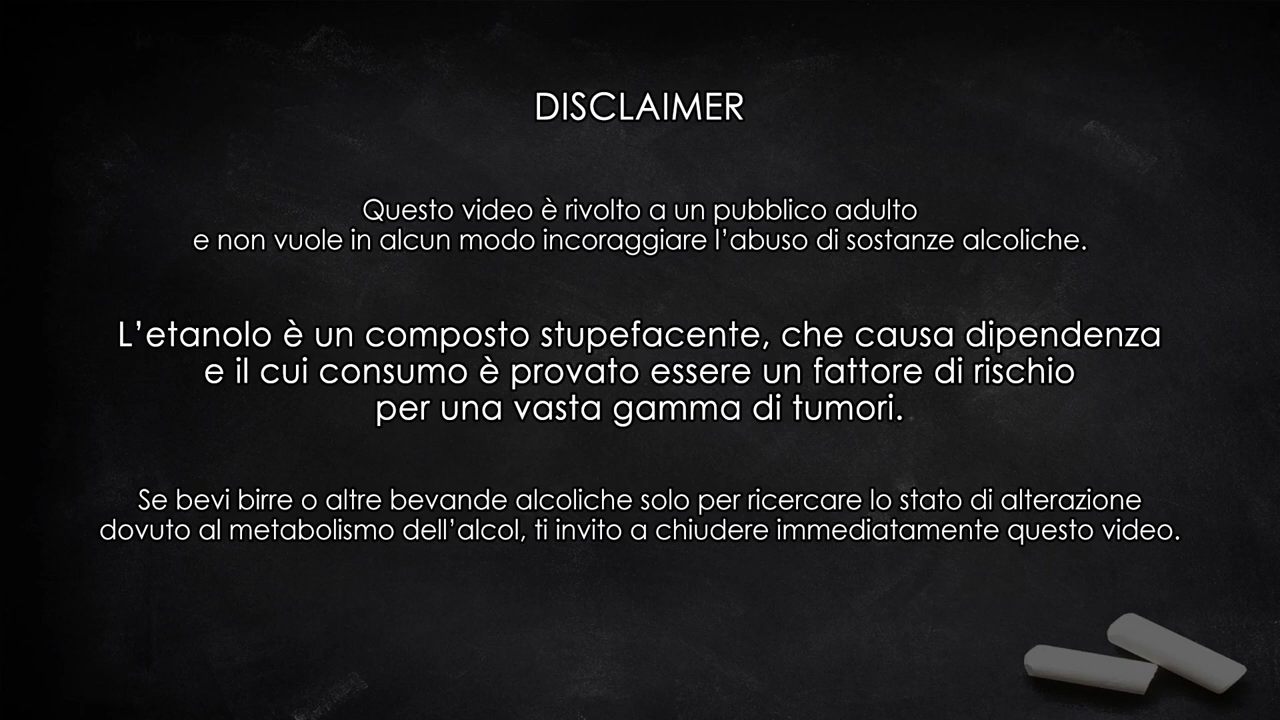 DISCLAIMER
Questo video è rivolto a un pubblico adulto
e non vuole in alcun modo incoraggiare l’abuso di sostanze alcoliche.
L’etanolo è un composto stupefacente, che causa dipendenza
e il cui consumo è provato essere un fattore di rischio
per una vasta gamma di tumori.
Se bevi birre o altre bevande alcoliche solo per ricercare lo stato di alterazione
dovuto al metabolismo dell’alcol, ti invito a chiudere immediatamente questo video.